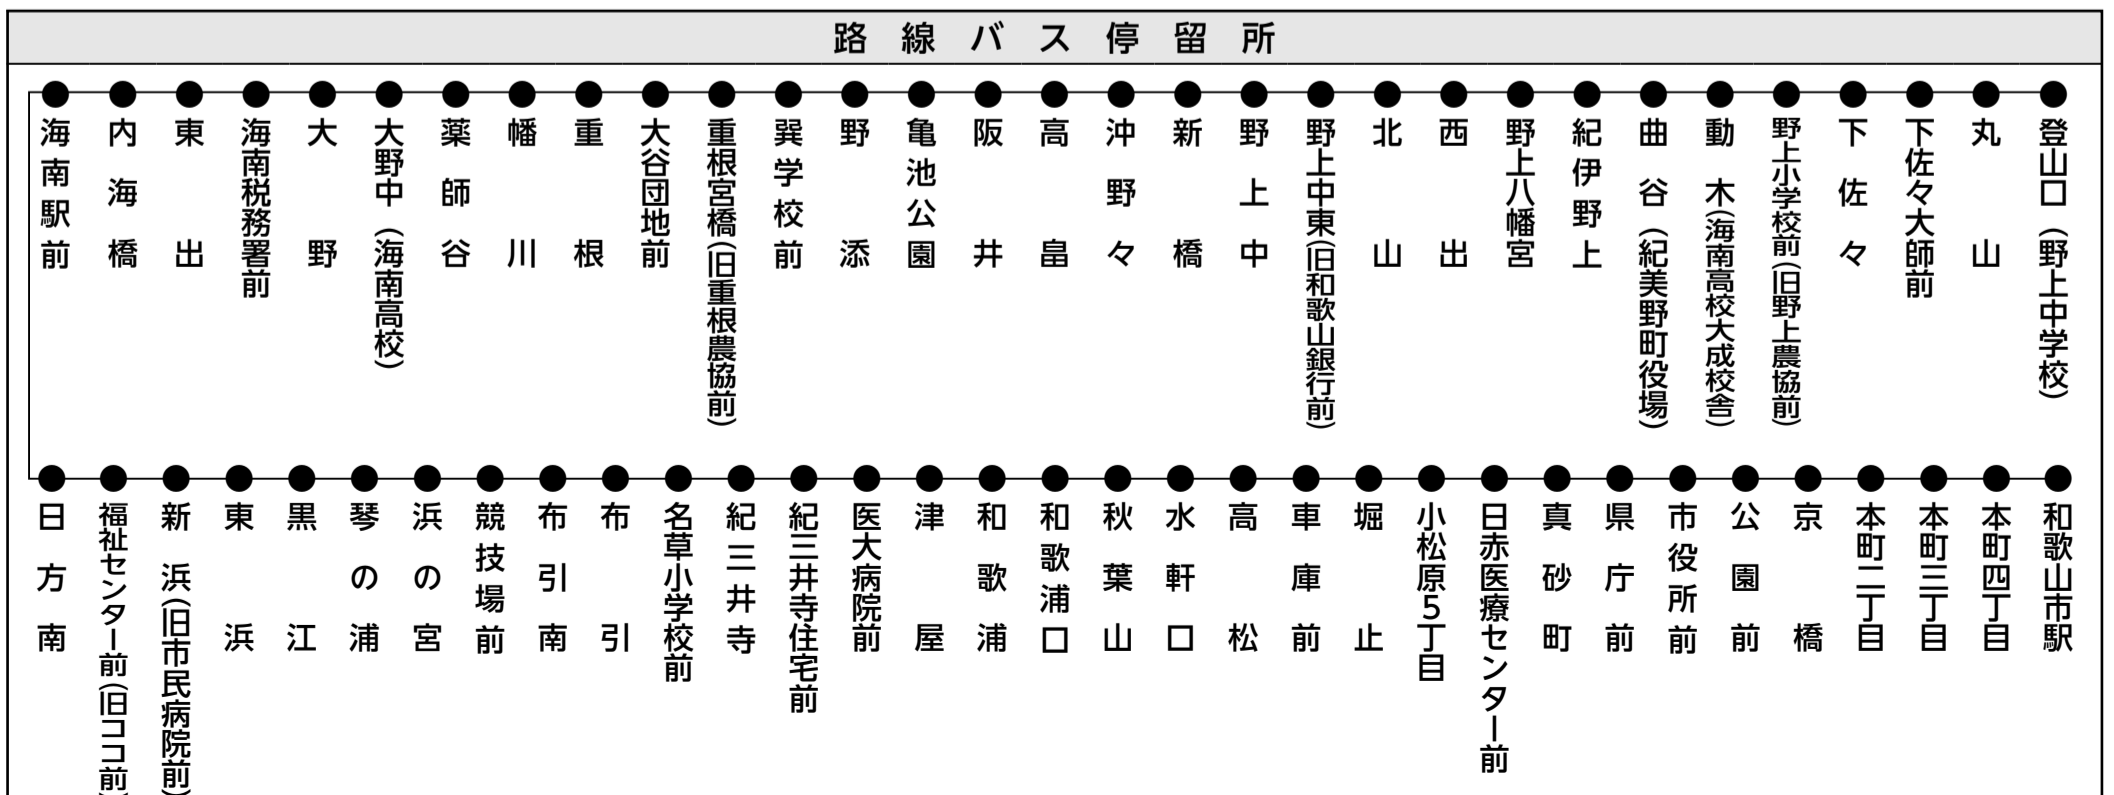 路線バス停留所
海南駅前
内海橋
東出
海南税務署前
大野
大野中（海南高校）
薬師谷
幡川
重根
大谷団地前
重根宮橋（旧重根農協前）
巽学校前
野添
亀池公園
阪井
高畠
沖野々
新橋
野上中
野上中東（旧和歌山銀行前）
北山
西出
野上八幡宮
紀伊野上
曲谷（紀美野町役場）
動木（海南高校大成校舎）
野上小学校前（旧野上農協前）
下佐々
下佐々大師前
丸山
登山口（野上中学校）
日方南
福祉センター前（旧ココ前）
新浜（旧市民病院前）
東浜
黒江
琴の浦
浜の宮
競技場前
布引南
布引
名草小学校前
紀三井寺
紀三井寺住宅前
医大病院前
津屋
和歌浦
和歌浦口
秋葉山
水軒口
高松
車庫前
堀止
小松原５丁目
日赤医療センター前
真砂町
県庁前
市役所前
公園前
京橋
本町二丁目
本町三丁目
本町四丁目
和歌山市駅